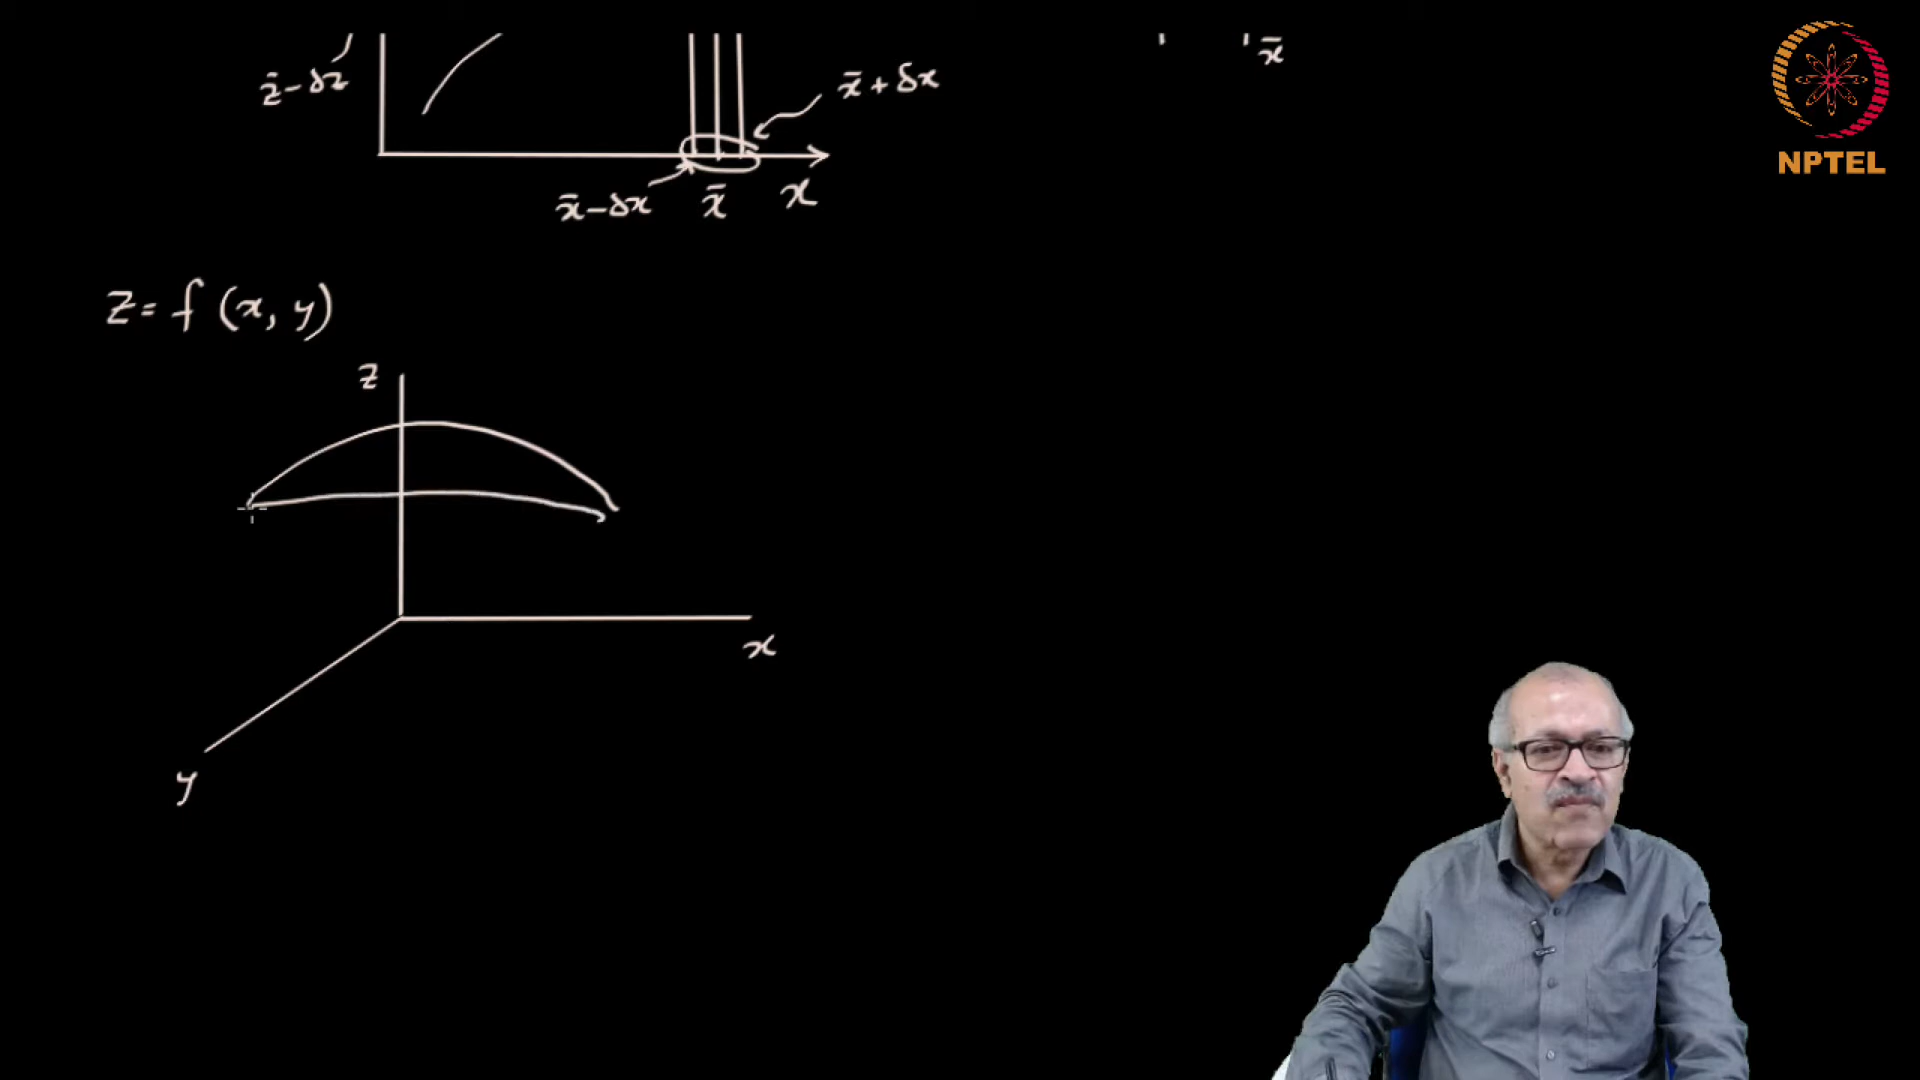 z̄-δz
x̄+δx
x̄
x̄-δx x̄ x
z=f(x, y)
z
x
y
NPTEL